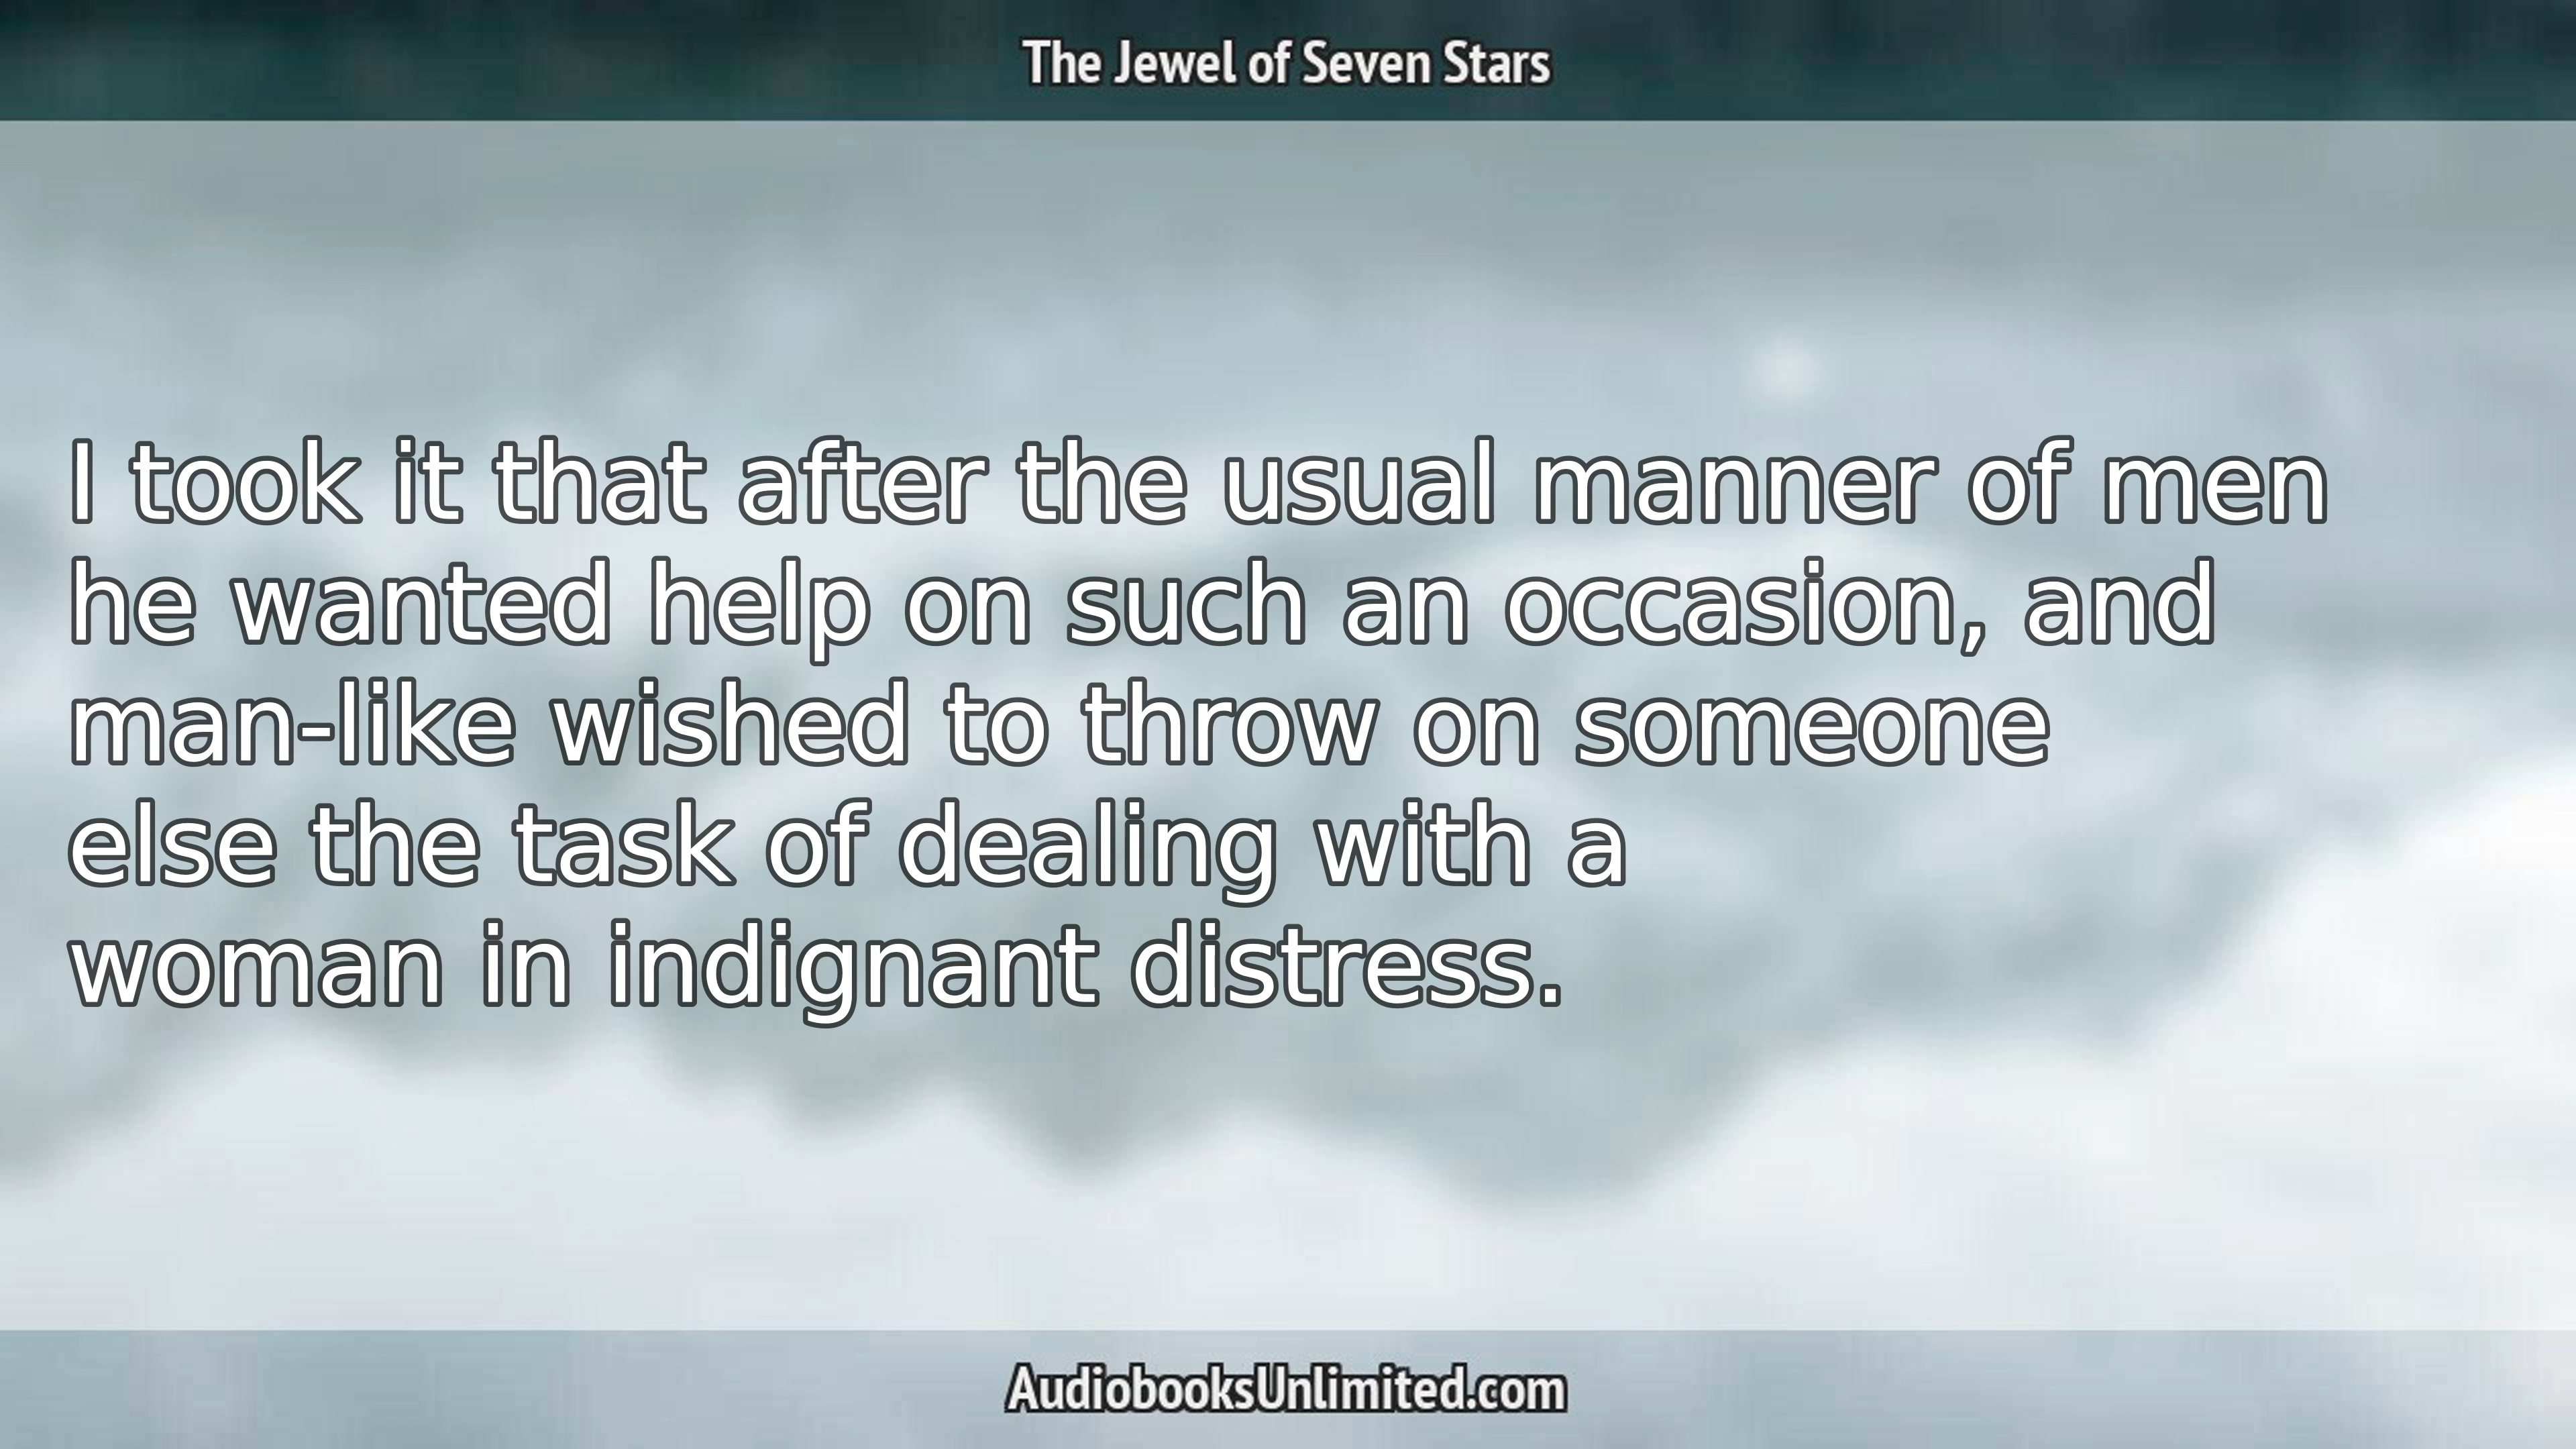 The Jewel of Seven Stars
I took it that after the usual manner of men
he wanted help on such an occasion, and
man-like wished to throw on someone
else the task of dealing with a
woman in indignant distress.
AudiobooksUnlimited.com